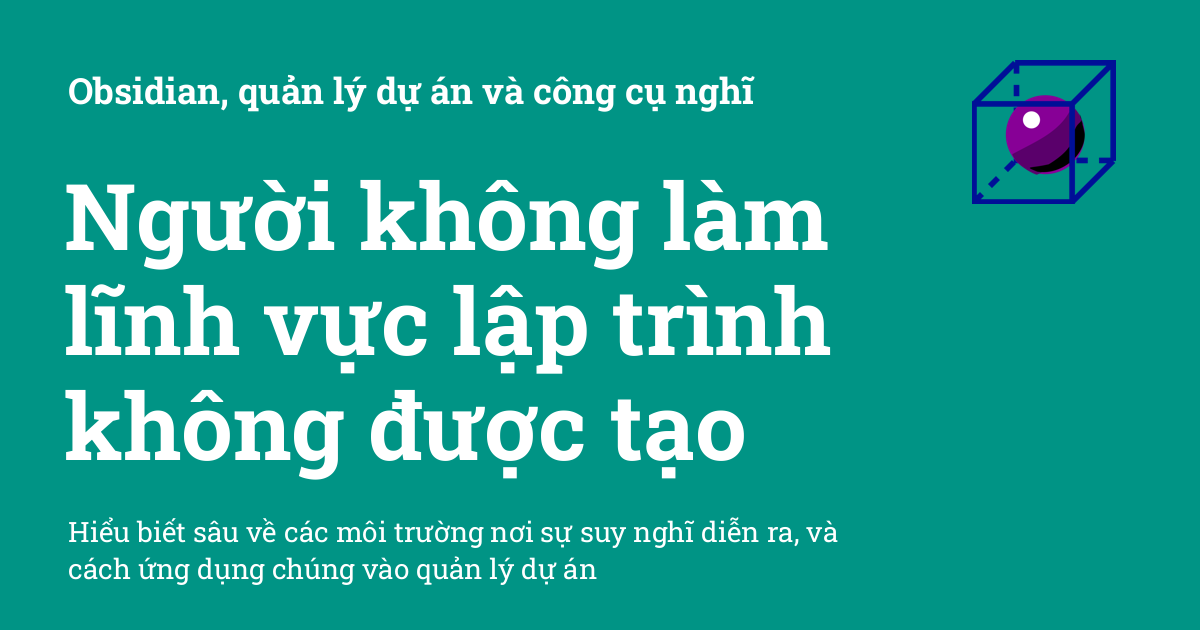 Obsidian, quản lý dự án và công cụ nghĩ
Người không làm
lĩnh vực lập trình
không được tạo
Hiểu biết sâu về các môi trường nơi sự suy nghĩ diễn ra, và
cách ứng dụng chúng vào quản lý dự án